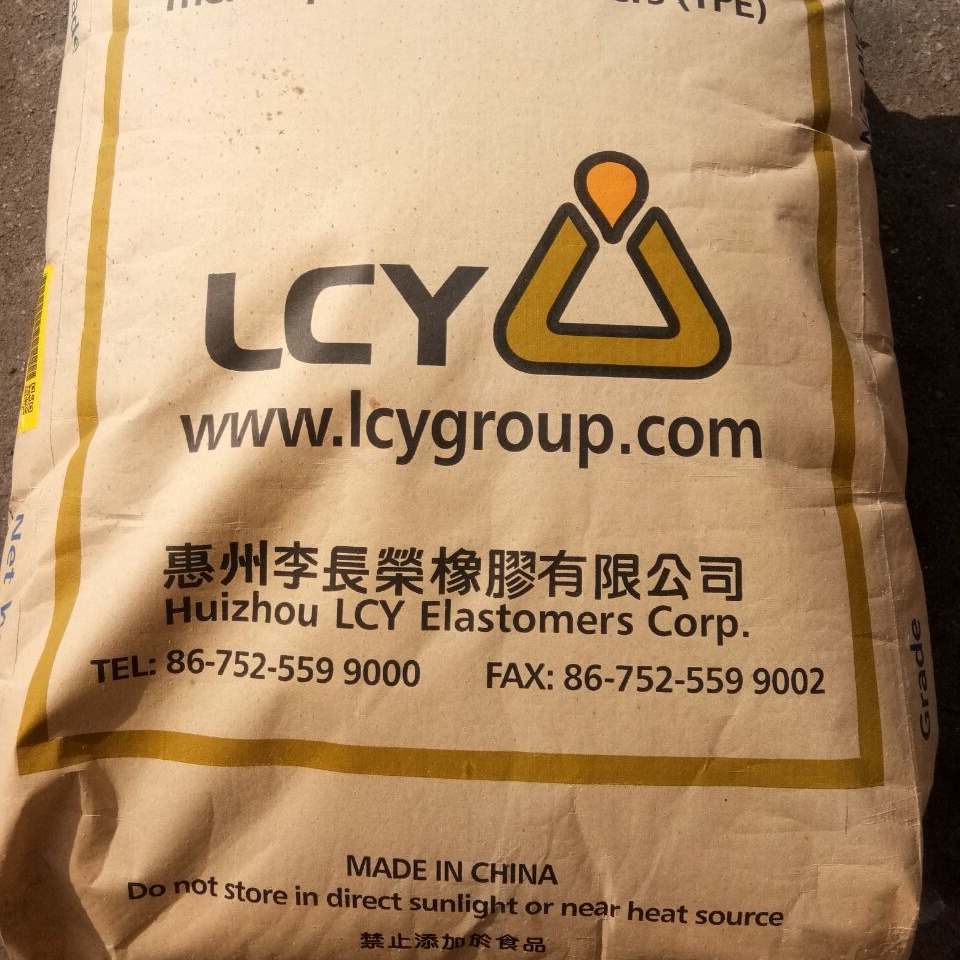 (TPE)
LCY
www.lcygroup.com
惠州李長榮橡膠有限公司
Huizhou LCY Elastomers Corp.
TEL: 86-752-559 9000 FAX: 86-752-559 9002
MADE IN CHINA
Do not store in direct sunlight or near heat source
禁止添加於食品
Net
Grade